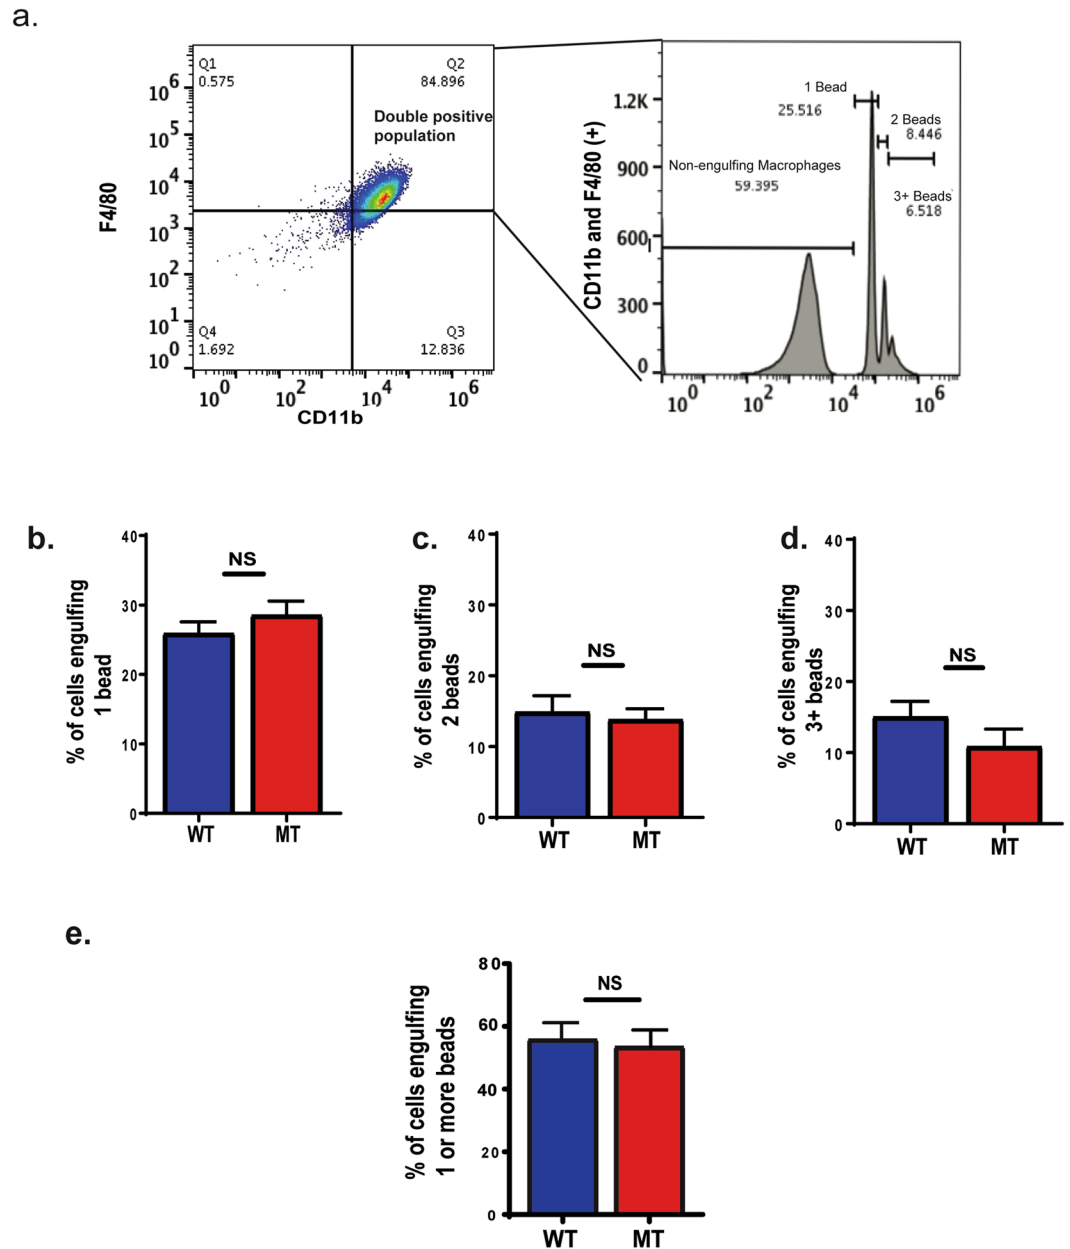 a.
Q1
0.575
Q2
84.896
Double positive
population
Q4
1.692
Q3
12.836
10^6
10^5
10^4
10^3
10^2
10^1
10^0
F4/80
10^0 10^2 10^4 10^6
CD11b
1 Bead
25.516
2 Beads
8.446
3+ Beads
6.518
Non-engulfing Macrophages
59.395
1.2K
900
600
300
0
CD11b and F4/80 (+)
10^0 10^2 10^4 10^6
b.
% of cells engulfing
1 bead
40
30
20
10
0
NS
WT MT
c.
% of cells engulfing
2 beads
40
30
20
10
0
NS
WT MT
d.
% of cells engulfing
3+ beads
40
30
20
10
0
NS
WT MT
e.
% of cells engulfing
1 or more beads
80
60
40
20
0
NS
WT MT